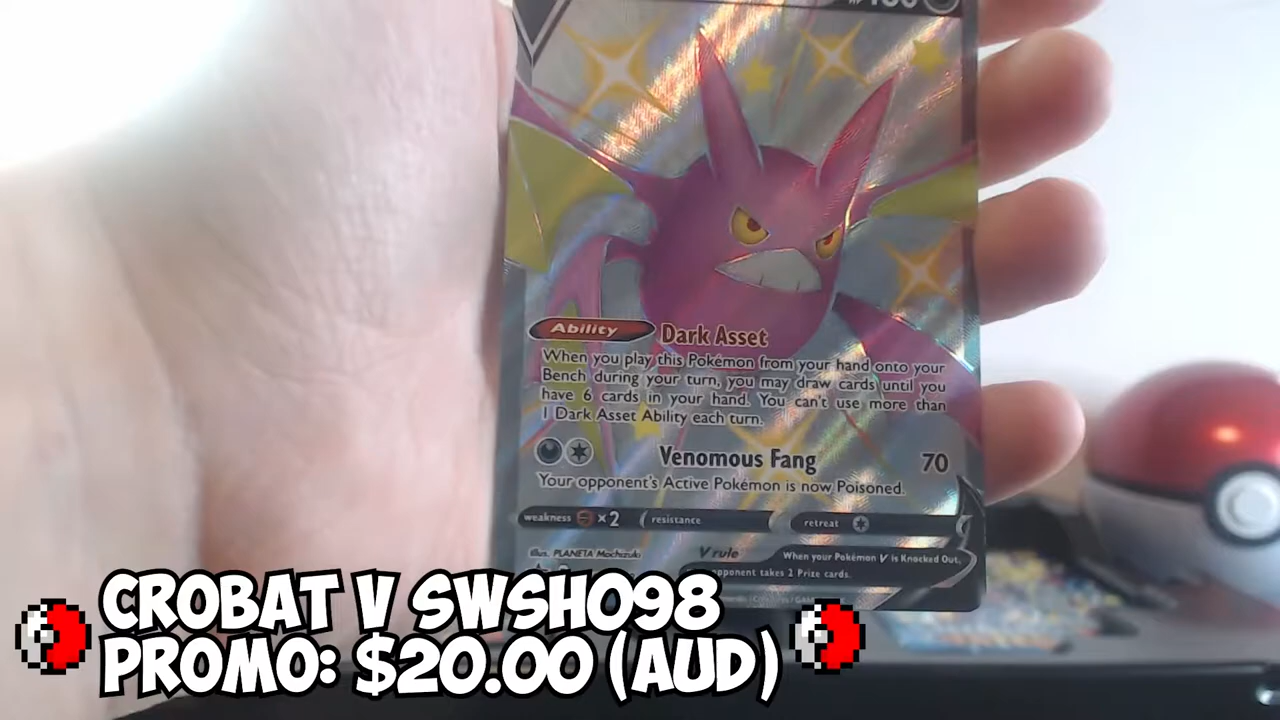 Ability Dark Asset
When you play this Pokémon from your hand onto your
Bench during your turn, you may draw cards until you
have 6 cards in your hand. You can't use more than
1 Dark Asset Ability each turn.
Venomous Fang 70
Your opponent's Active Pokémon is now Poisoned.
weakness ×2 resistance retreat
Illus. PLANETA Mochizuki V rule When your Pokémon V is Knocked Out,
opponent takes 2 Prize cards.
CROBAT V SWSH098
PROMO: $20.00 (AUD)